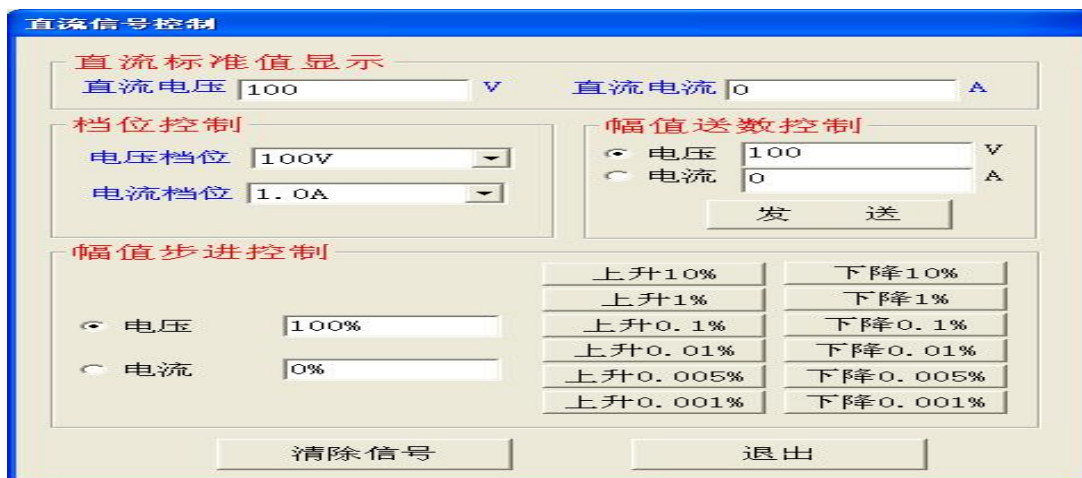 直流信号控制
直流标准值显示
直流电压 100 V 直流电流 0 A
档位控制
电压档位 100V
电流档位 1.0A
幅值送数控制
电压 100 V
电流 0 A
发 送
幅值步进控制
电压 100%
电流 0%
上升10% 下降10%
上升1% 下降1%
上升0.1% 下降0.1%
上升0.01% 下降0.01%
上升0.005% 下降0.005%
上升0.001% 下降0.001%
清除信号 退出